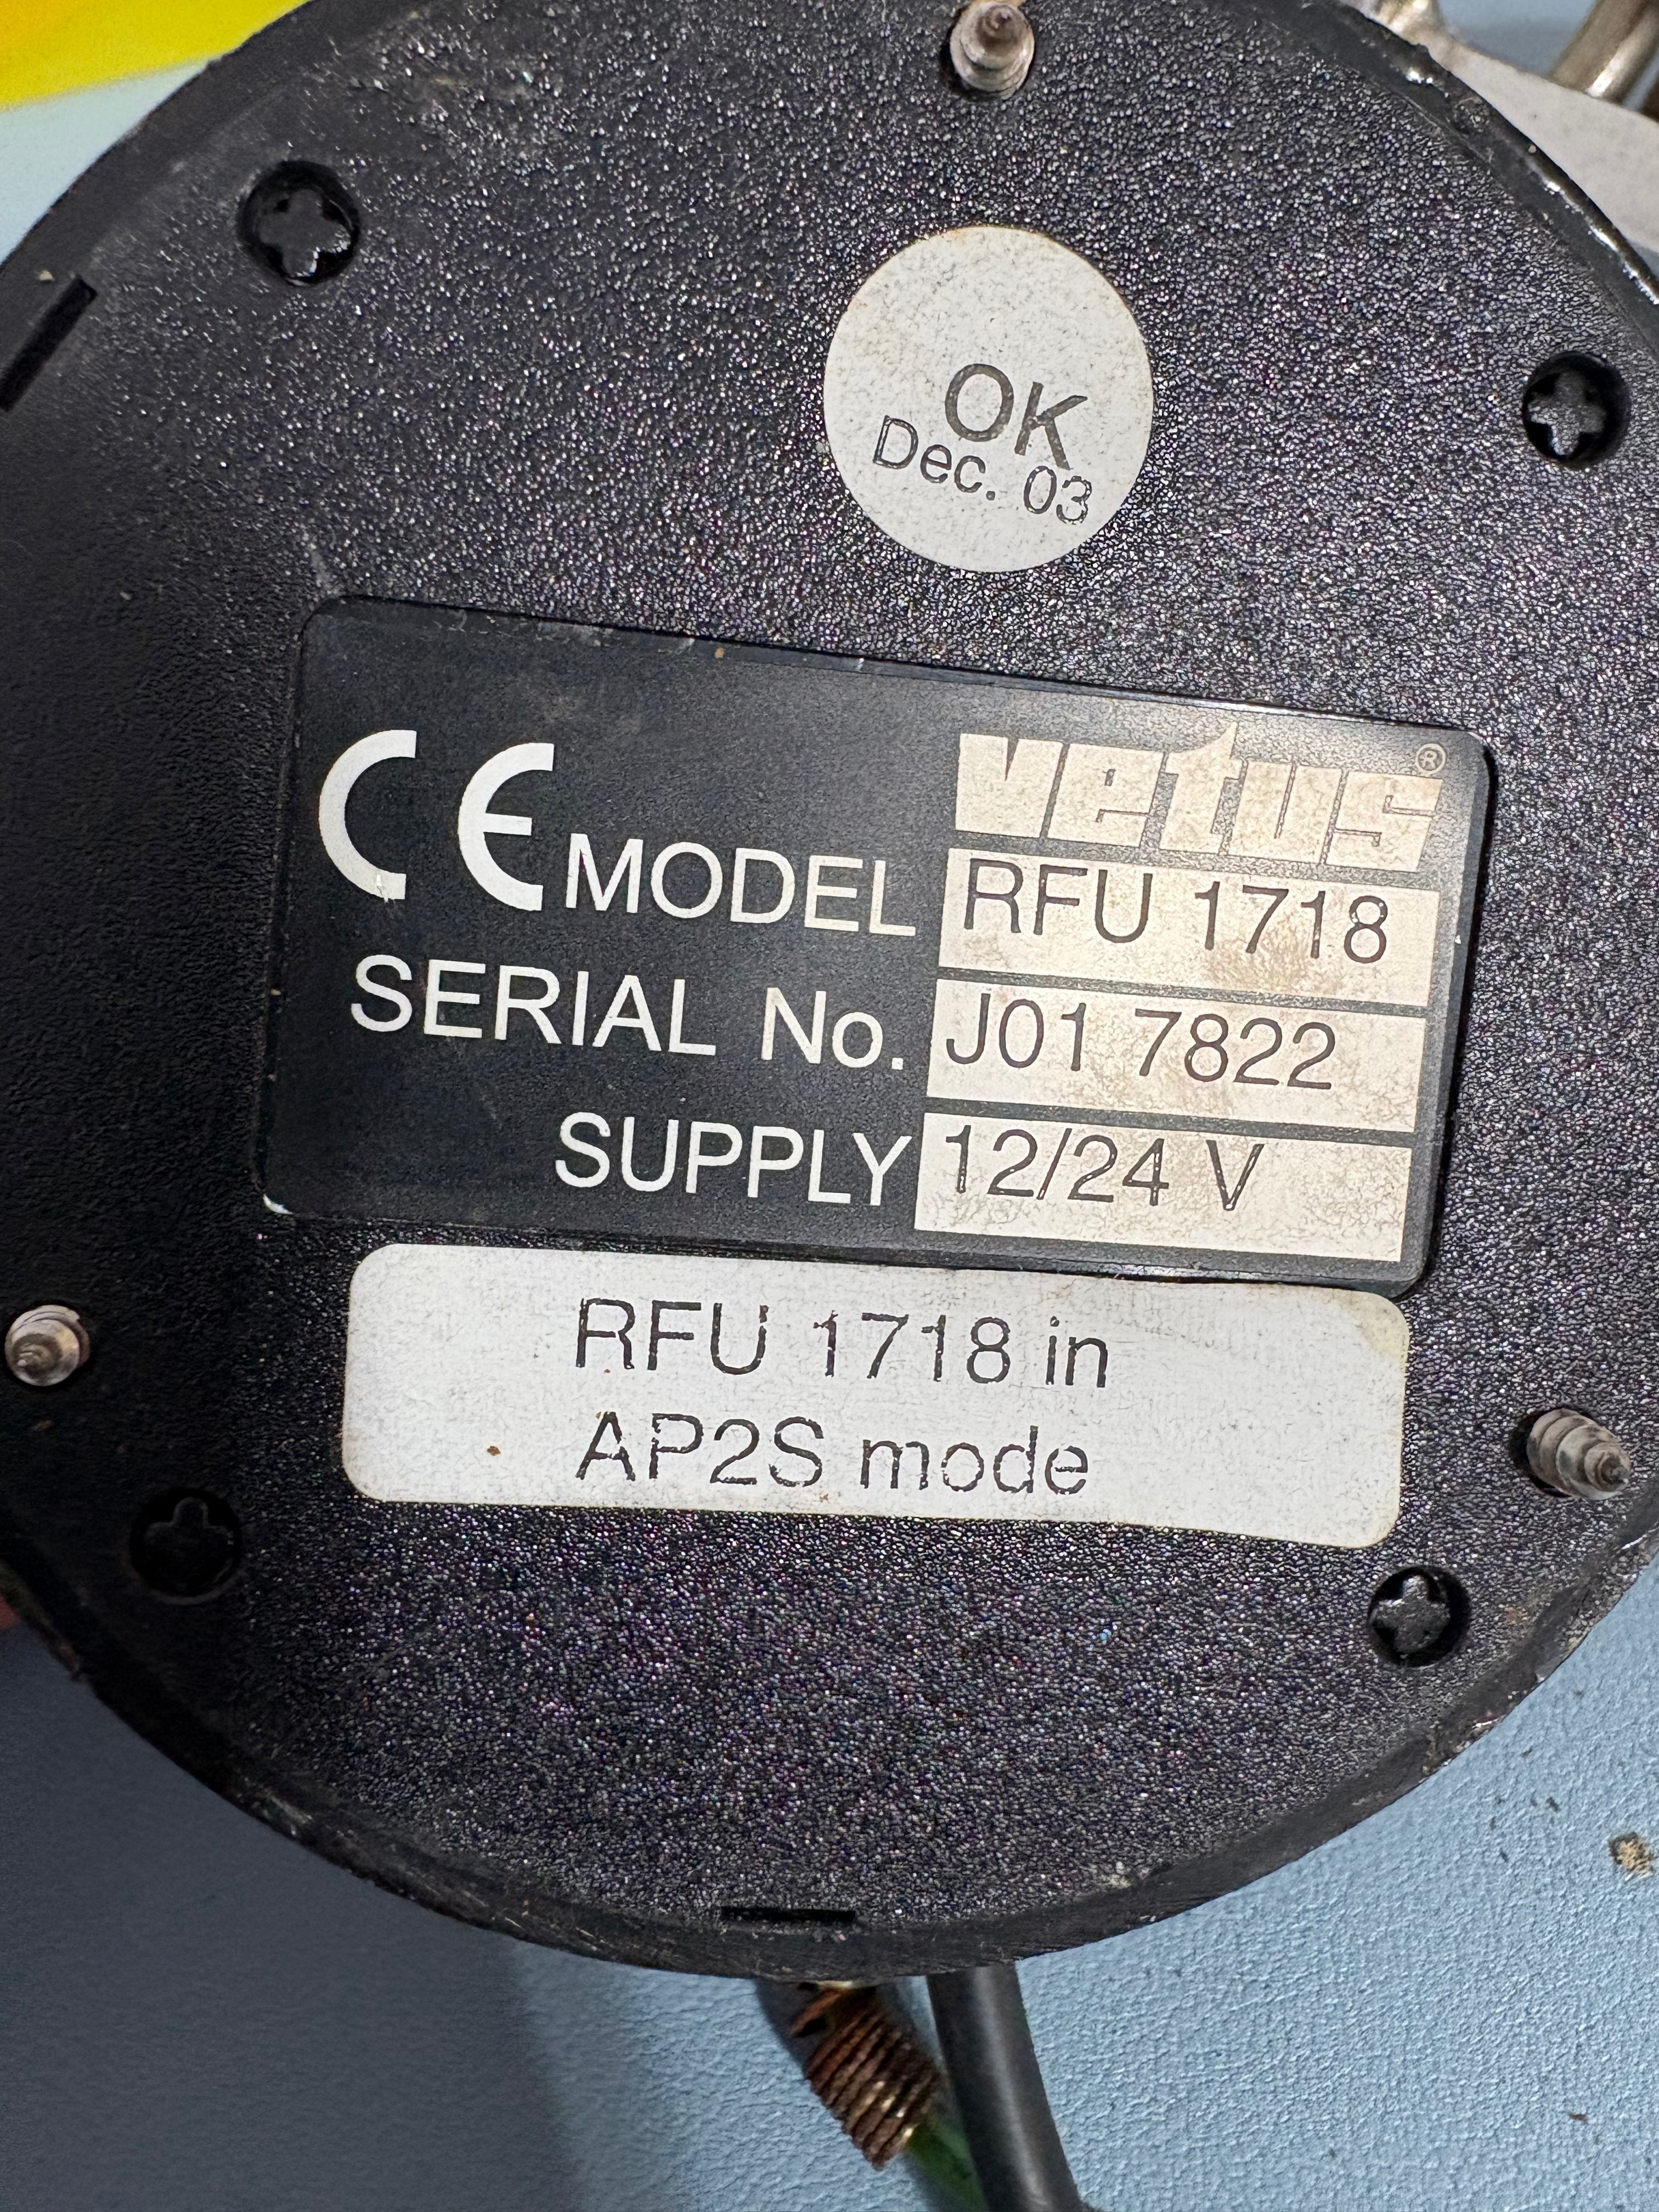 OK
Dec. 03
CE
vetus®
MODEL RFU 1718
SERIAL No. J01 7822
SUPPLY 12/24 V
RFU 1718 in
AP2S mode